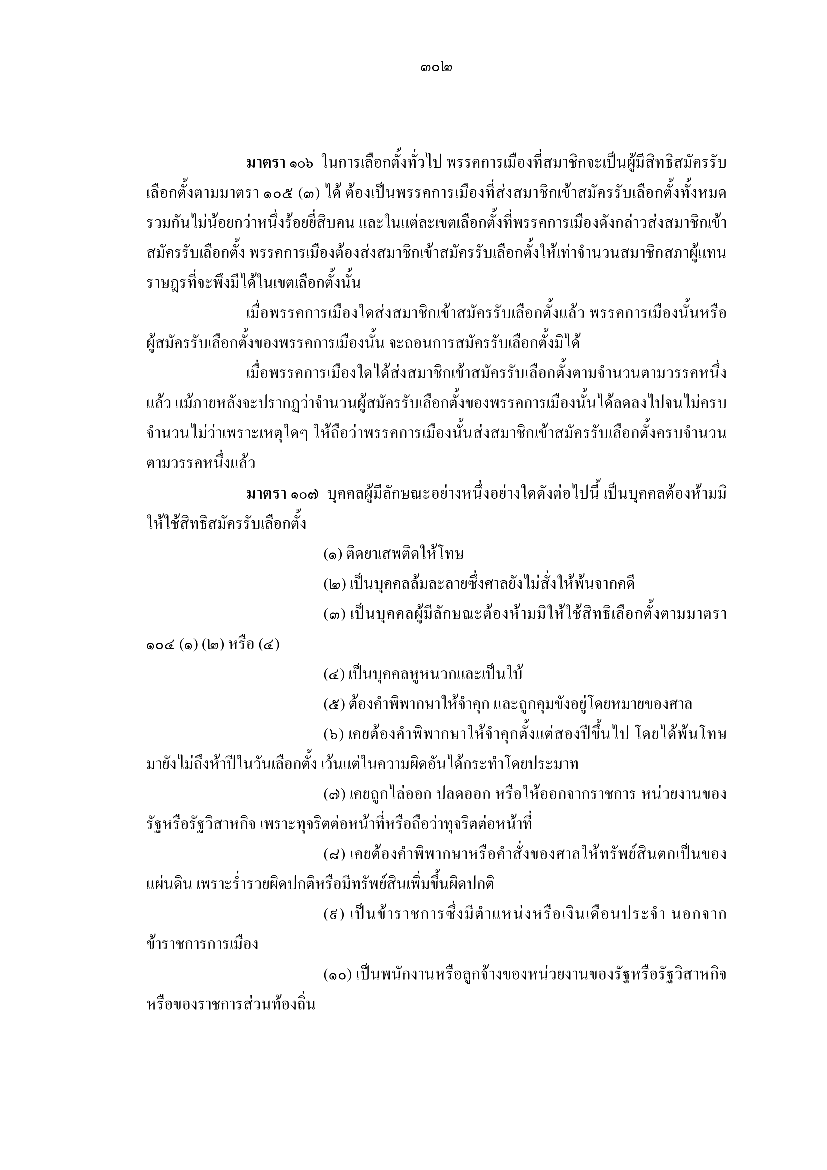 ๓๐๒
มาตรา ๑๐๖ ในการเลือกตั้งทั่วไป พรรคการเมืองที่สมาชิกจะเป็นผู้มีสิทธิสมัครรับ
เลือกตั้งตามมาตรา ๑๐๕ (๓) ได้ ต้องเป็นพรรคการเมืองที่ส่งสมาชิกเข้าสมัครรับเลือกตั้งทั้งหมด
รวมกันไม่น้อยกว่าหนึ่งร้อยยี่สิบคน และในแต่ละเขตเลือกตั้งที่พรรคการเมืองดังกล่าวส่งสมาชิกเข้า
สมัครรับเลือกตั้ง พรรคการเมืองต้องส่งสมาชิกเข้าสมัครรับเลือกตั้งให้เท่าจำนวนสมาชิกสภาผู้แทน
ราษฎรที่จะพึงมีได้ในเขตเลือกตั้งนั้น
เมื่อพรรคการเมืองใดส่งสมาชิกเข้าสมัครรับเลือกตั้งแล้ว พรรคการเมืองนั้นหรือ
ผู้สมัครรับเลือกตั้งของพรรคการเมืองนั้น จะถอนการสมัครรับเลือกตั้งมิได้
เมื่อพรรคการเมืองใดได้ส่งสมาชิกเข้าสมัครรับเลือกตั้งตามจำนวนตามวรรคหนึ่ง
แล้ว แม้ภายหลังจะปรากฏว่าจำนวนผู้สมัครรับเลือกตั้งของพรรคการเมืองนั้นได้ลดลงไปจนไม่ครบ
จำนวนไม่ว่าเพราะเหตุใดๆ ให้ถือว่าพรรคการเมืองนั้นส่งสมาชิกเข้าสมัครรับเลือกตั้งครบจำนวน
ตามวรรคหนึ่งแล้ว
มาตรา ๑๐๗ บุคคลผู้มีลักษณะอย่างหนึ่งอย่างใดดังต่อไปนี้ เป็นบุคคลต้องห้ามมิ
ให้ใช้สิทธิสมัครรับเลือกตั้ง
(๑) ติดยาเสพติดให้โทษ
(๒) เป็นบุคคลล้มละลายซึ่งศาลยังไม่สั่งให้พ้นจากคดี
(๓) เป็นบุคคลผู้มีลักษณะต้องห้ามมิให้ใช้สิทธิเลือกตั้งตามมาตรา
๑๐๔ (๑) (๒) หรือ (๔)
(๔) เป็นบุคคลหูหนวกและเป็นใบ้
(๕) ต้องคำพิพากษาให้จำคุก และถูกคุมขังอยู่โดยหมายของศาล
(๖) เคยต้องคำพิพากษาให้จำคุกตั้งแต่สองปีขึ้นไป โดยได้พ้นโทษ
มายังไม่ถึงห้าปีในวันเลือกตั้ง เว้นแต่ในความผิดอันได้กระทำโดยประมาท
(๗) เคยถูกไล่ออก ปลดออก หรือให้ออกจากราชการ หน่วยงานของ
รัฐหรือรัฐวิสาหกิจ เพราะทุจริตต่อหน้าที่หรือถือว่าทุจริตต่อหน้าที่
(๘) เคยต้องคำพิพากษาหรือคำสั่งของศาลให้ทรัพย์สินตกเป็นของ
แผ่นดิน เพราะร่ำรวยผิดปกติหรือมีทรัพย์สินเพิ่มขึ้นผิดปกติ
(๙) เป็นข้าราชการซึ่งมีตำแหน่งหรือเงินเดือนประจำ นอกจาก
ข้าราชการการเมือง
(๑๐) เป็นพนักงานหรือลูกจ้างของหน่วยงานของรัฐหรือรัฐวิสาหกิจ
หรือของราชการส่วนท้องถิ่น